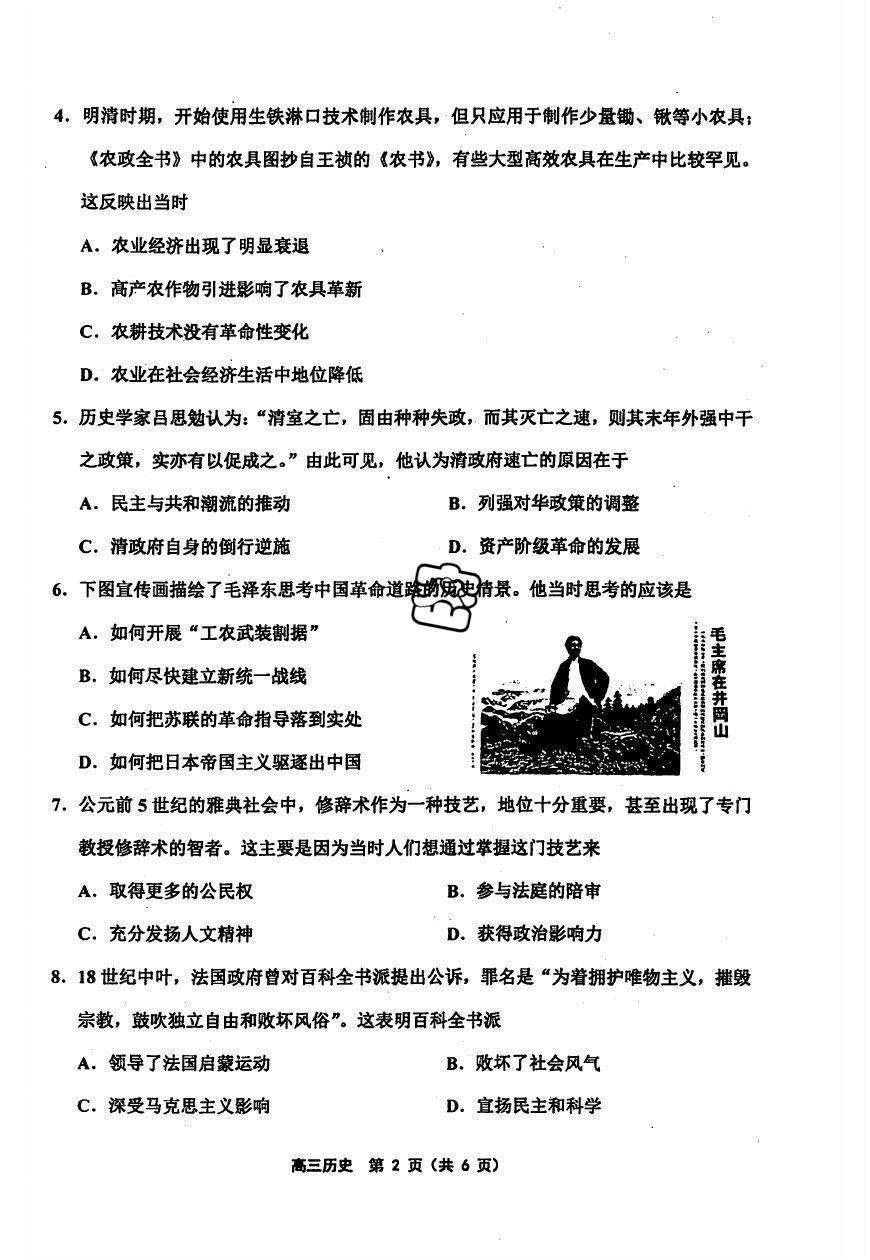 4．明清时期，开始使用生铁淋口技术制作农具，但只应用于制作少量锄、锹等小农具；
《农政全书》中的农具图抄自王祯的《农书》，有些大型高效农具在生产中比较罕见。
这反映出当时
A．农业经济出现了明显衰退
B．高产农作物引进影响了农具革新
C．农耕技术没有革命性变化
D．农业在社会经济生活中地位降低
5．历史学家吕思勉认为：“清室之亡，固由种种失政，而其灭亡之速，则其末年外强中干
之政策，实亦有以促成之。”由此可见，他认为清政府速亡的原因在于
A．民主与共和潮流的推动
B．列强对华政策的调整
C．清政府自身的倒行逆施
D．资产阶级革命的发展
6．下图宣传画描绘了毛泽东思考中国革命道路的历史情景。他当时思考的应该是
A．如何开展“工农武装割据”
B．如何尽快建立新统一战线
C．如何把苏联的革命指导落到实处
D．如何把日本帝国主义驱逐出中国
毛主席在井冈山
7．公元前 5 世纪的雅典社会中，修辞术作为一种技艺，地位十分重要，甚至出现了专门
教授修辞术的智者。这主要是因为当时人们想通过掌握这门技艺来
A．取得更多的公民权
B．参与法庭的陪审
C．充分发扬人文精神
D．获得政治影响力
8．18 世纪中叶，法国政府曾对百科全书派提出公诉，罪名是“为着拥护唯物主义，摧毁
宗教，鼓吹独立自由和败坏风俗”。这表明百科全书派
A．领导了法国启蒙运动
B．败坏了社会风气
C．深受马克思主义影响
D．宣扬民主和科学
高三历史 第 2 页（共 6 页）